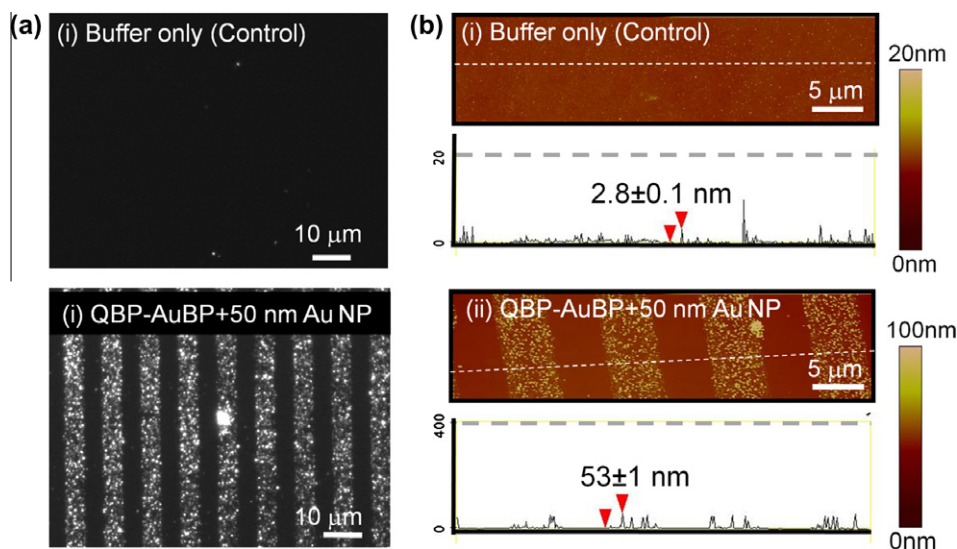 (a)
(i) Buffer only (Control)
10 μm
(i) QBP-AuBP+50 nm Au NP
10 μm
(b)
(i) Buffer only (Control)
5 μm
20nm
0nm
20
0
2.8±0.1 nm
(ii) QBP-AuBP+50 nm Au NP
5 μm
100nm
0nm
400
0
53±1 nm